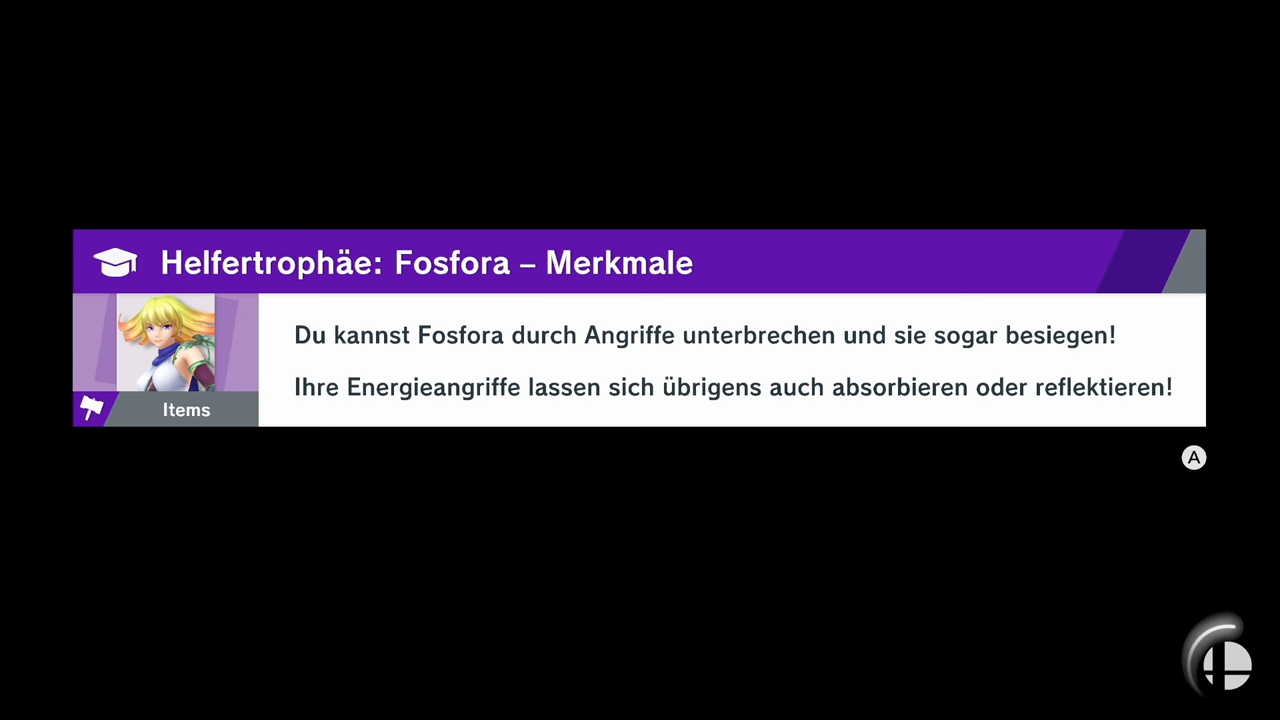 Helfertrophäe: Fosfora – Merkmale
Du kannst Fosfora durch Angriffe unterbrechen und sie sogar besiegen!
Ihre Energieangriffe lassen sich übrigens auch absorbieren oder reflektieren!
Items
A